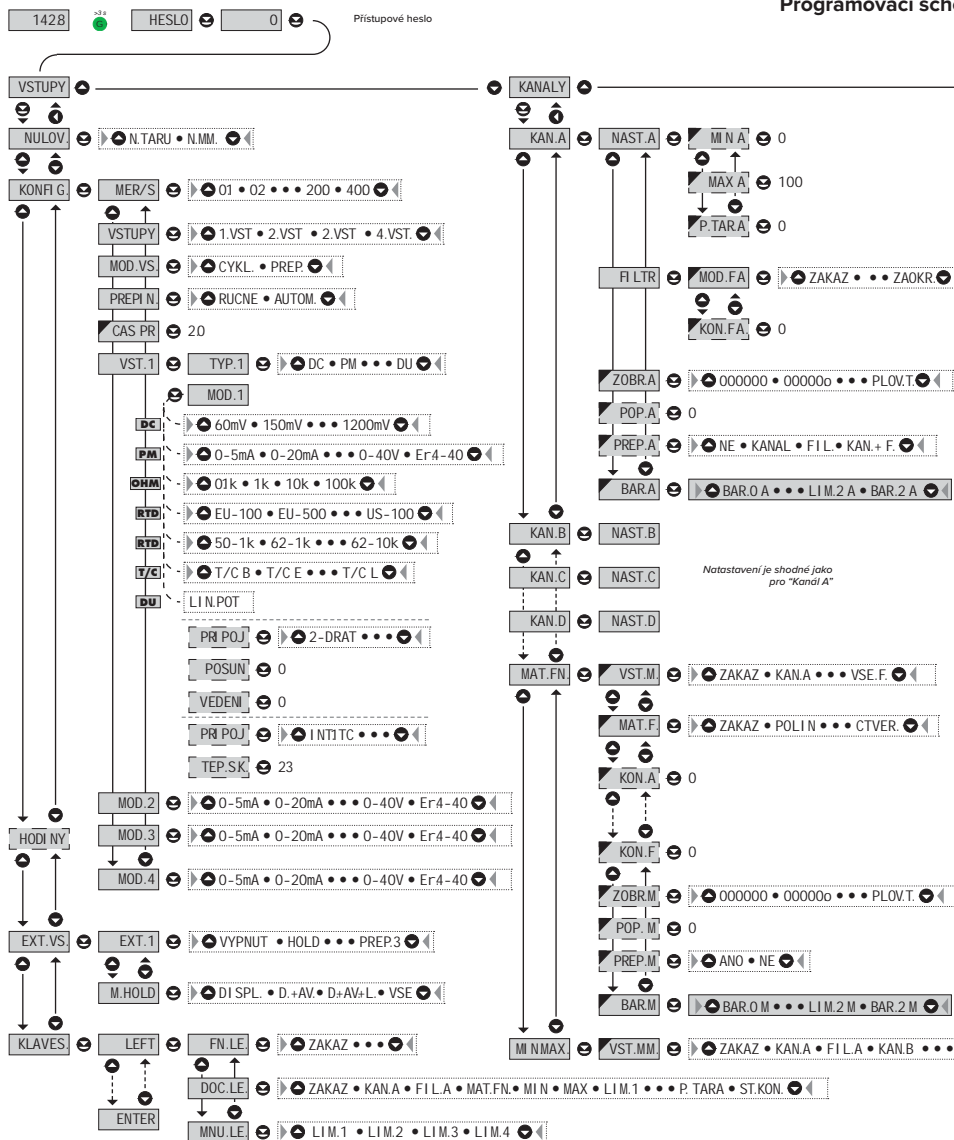 Programovací sch
1428 >3 s G HESLO 0 Přístupové heslo
VSTUPY
NULOV. N.TARU • N.MM.
KONFIG. MER/S 01 • 02 • • • 200 • 400
VSTUPY 1.VST • 2.VST • 2.VST • 4.VST.
MOD.VS. CYKL. • PREP.
PREPIN. RUCNE • AUTOM.
CAS PR 2.0
VST.1 TYP.1 DC • PM • • • DU
MOD.1
DC 60mV • 150mV • • • 1200mV
PM 0-5mA • 0-20mA • • • 0-40V • Er4-40
OHM 01k • 1k • 10k • 100k
RTD EU-100 • EU-500 • • • US-100
RTD 50-1k • 62-1k • • • 62-10k
T/C T/C B • T/C E • • • T/C L
DU LIN.POT
PRIPOJ 2-DRAT • • •
POSUN 0
VEDENI 0
PRIPOJ INT1TC • • •
TEP.S.K. 23
MOD.2 0-5mA • 0-20mA • • • 0-40V • Er4-40
MOD.3 0-5mA • 0-20mA • • • 0-40V • Er4-40
MOD.4 0-5mA • 0-20mA • • • 0-40V • Er4-40
HODINY
EXT.VS. EXT.1 VYPNUT • HOLD • • • PREP.3
M.HOLD DISPL. • D.+AV. • D+AV+L. • VSE
KLAVES. LEFT FN.LE. ZAKAZ • • •
DOC.LE. ZAKAZ • KAN.A • FIL.A • MAT.FN. • MIN • MAX • LIM.1 • • • P. TARA • ST.KON.
ENTER
MNU.LE. LIM.1 • LIM.2 • LIM.3 • LIM.4
KANALY
KAN.A NAST.A MIN A 0
MAX A 100
P.TAR.A 0
FILTR MOD.FA ZAKAZ • • • ZAOKR.
KON.FA. 0
ZOBR.A 000000 • 00000o • • • PLOV.T.
POP.A 0
PREP.A NE • KANAL • FIL. • KAN.+ F.
BAR.A BAR.0 A • • • LIM.2 A • BAR.2 A
KAN.B NAST.B
KAN.C NAST.C
Natastavení je shodné jako
pro "Kanál A"
KAN.D NAST.D
MAT.FN. VST.M. ZAKAZ • KAN.A • • • VSE.F.
MAT.F. ZAKAZ • POLIN • • • CTVER.
KON.A 0
KON.F 0
ZOBR.M 000000 • 00000o • • • PLOV.T.
POP. M 0
PREP.M ANO • NE
BAR.M BAR.0 M • • • LIM.2 M • BAR.2 M
MINMAX. VST.MM. ZAKAZ • KAN.A • FIL.A • KAN.B • • •